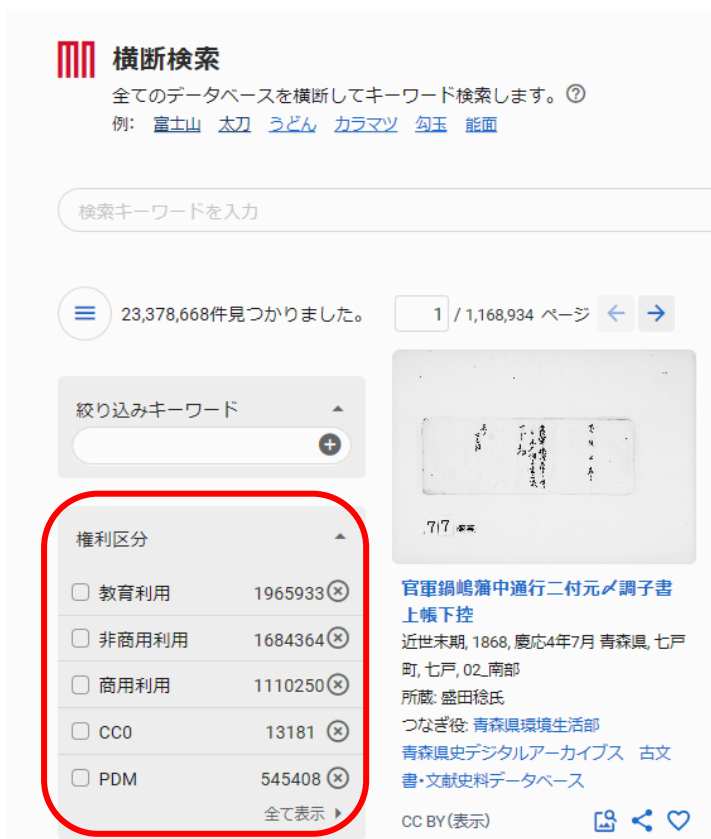 横断検索
全てのデータベースを横断してキーワード検索します。
例: 富士山 太刀 うどん カラマツ 勾玉 能面
検索キーワードを入力
23,378,668件見つかりました。
1 / 1,168,934 ページ
絞り込みキーワード
権利区分
教育利用 1965933
非商用利用 1684364
商用利用 1110250
CC0 13181
PDM 545408
全て表示
717
官軍鍋嶋藩中通行ニ付元〆調子書
上帳下控
近世末期, 1868, 慶応4年7月 青森県, 七戸
町, 七戸, 02_南部
所蔵: 盛田稔氏
つなぎ役: 青森県環境生活部
青森県史デジタルアーカイブス 古文
書・文献史料データベース
CC BY(表示)